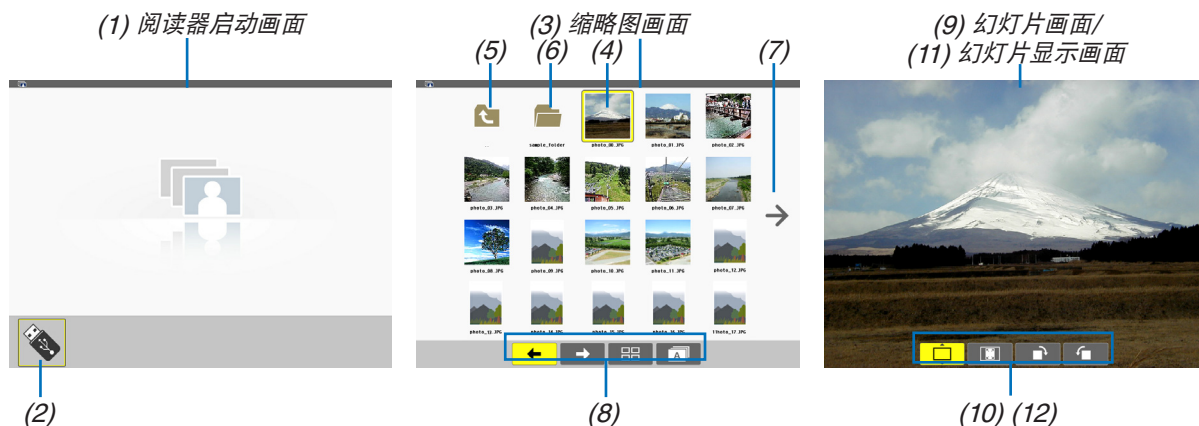 (1) 阅读器启动画面
(3) 缩略图画面
(9) 幻灯片画面/
(11) 幻灯片显示画面
(5)
(6)
(4)
(7)
sample_folder
photo_00.JPG
photo_01.JPG
photo_02.JPG
photo_03.JPG
photo_04.JPG
photo_05.JPG
photo_06.JPG
photo_07.JPG
photo_08.JPG
photo_09.JPG
photo_10.JPG
photo_11.JPG
photo_12.JPG
photo_13.JPG
A
(2)
(8)
(10) (12)